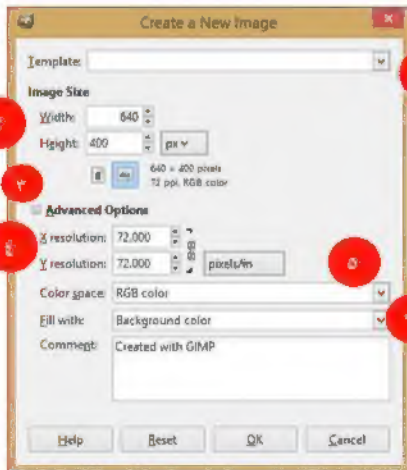 Create a New Image
Template:
Image Size
Width: 640
Height: 400 px
640 × 400 pixels
72 ppi, RGB color
Advanced Options
X resolution: 72.000
Y resolution: 72.000 pixels/in
Color space: RGB color
Fill with: Background color
Comment: Created with GIMP
Help Reset OK Cancel